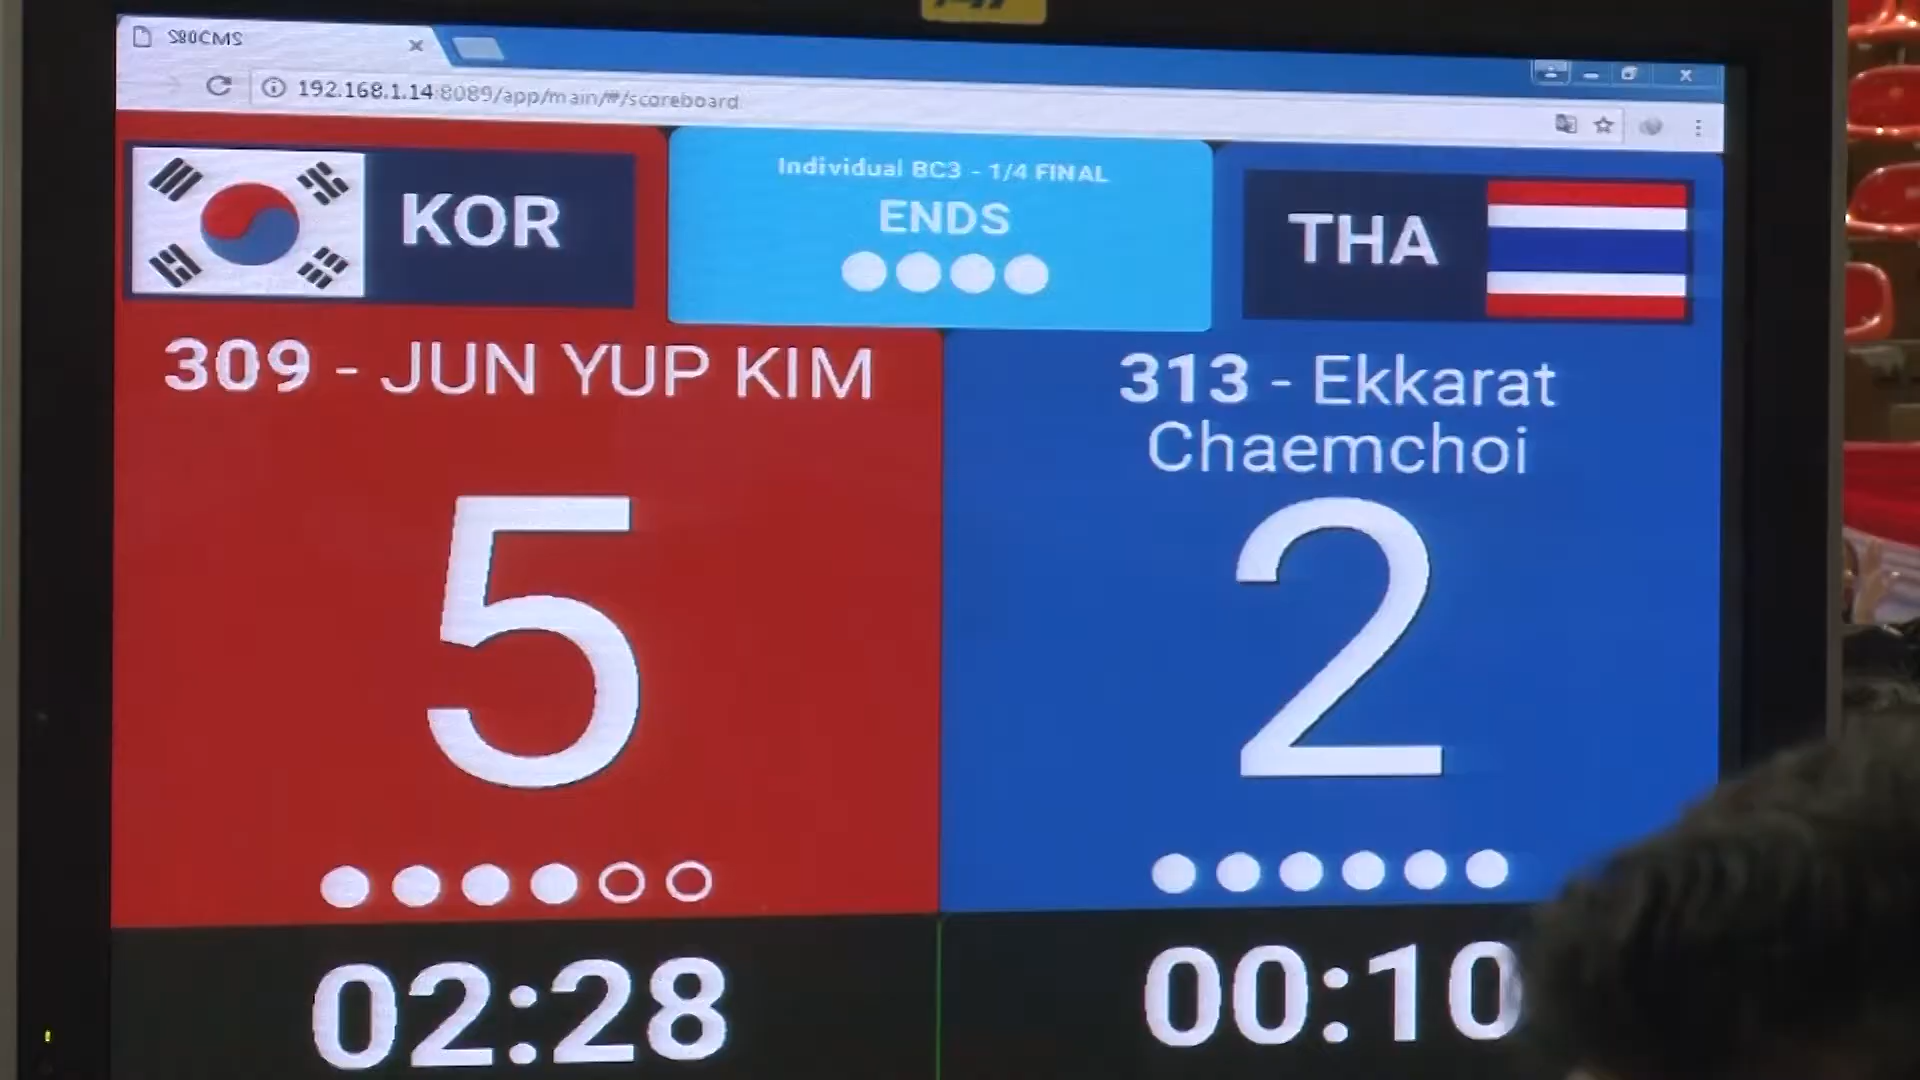 S80CMS
192.168.1.14:8089/app/main/#/scoreboard
KOR
Individual BC3 - 1/4 FINAL
ENDS
THA
309 - JUN YUP KIM
313 - Ekkarat
Chaemchoi
5
2
02:28
00:10